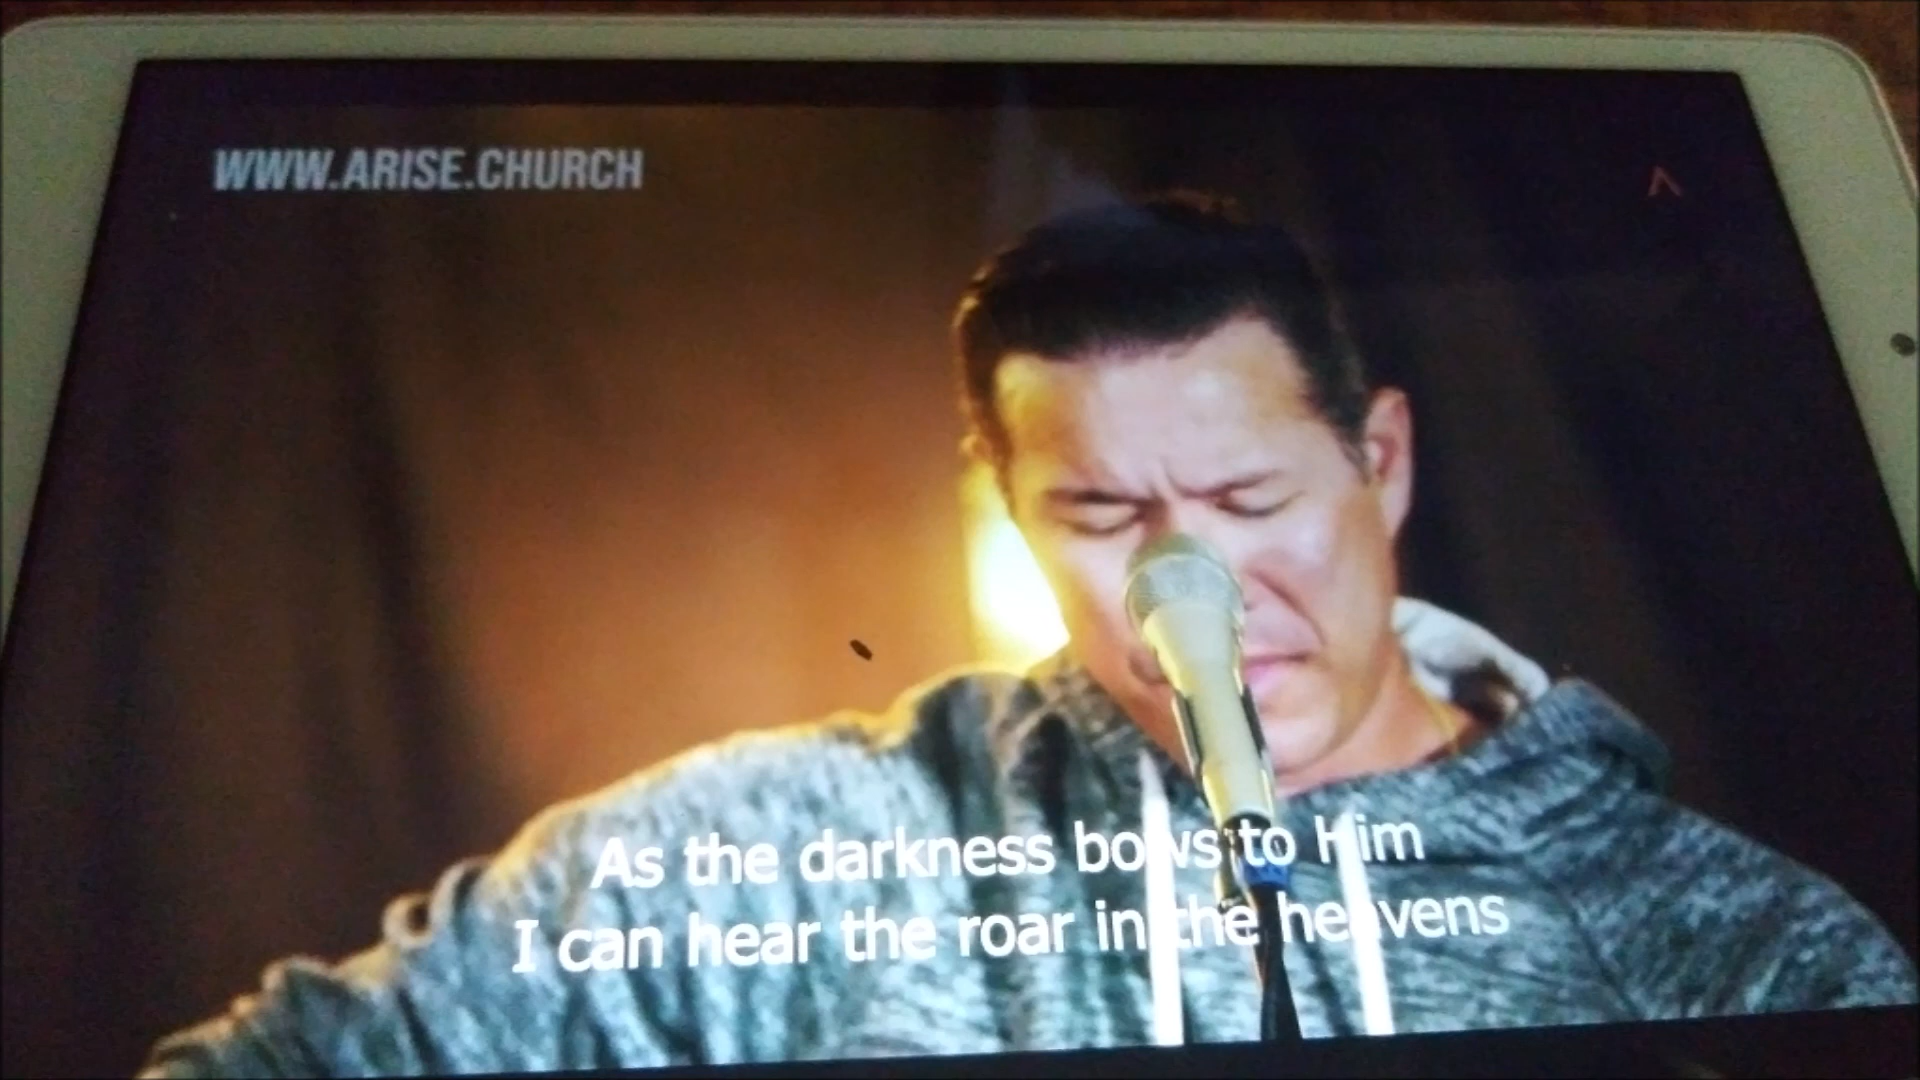 WWW.ARISE.CHURCH
As the darkness bows to Him
I can hear the roar in the heavens